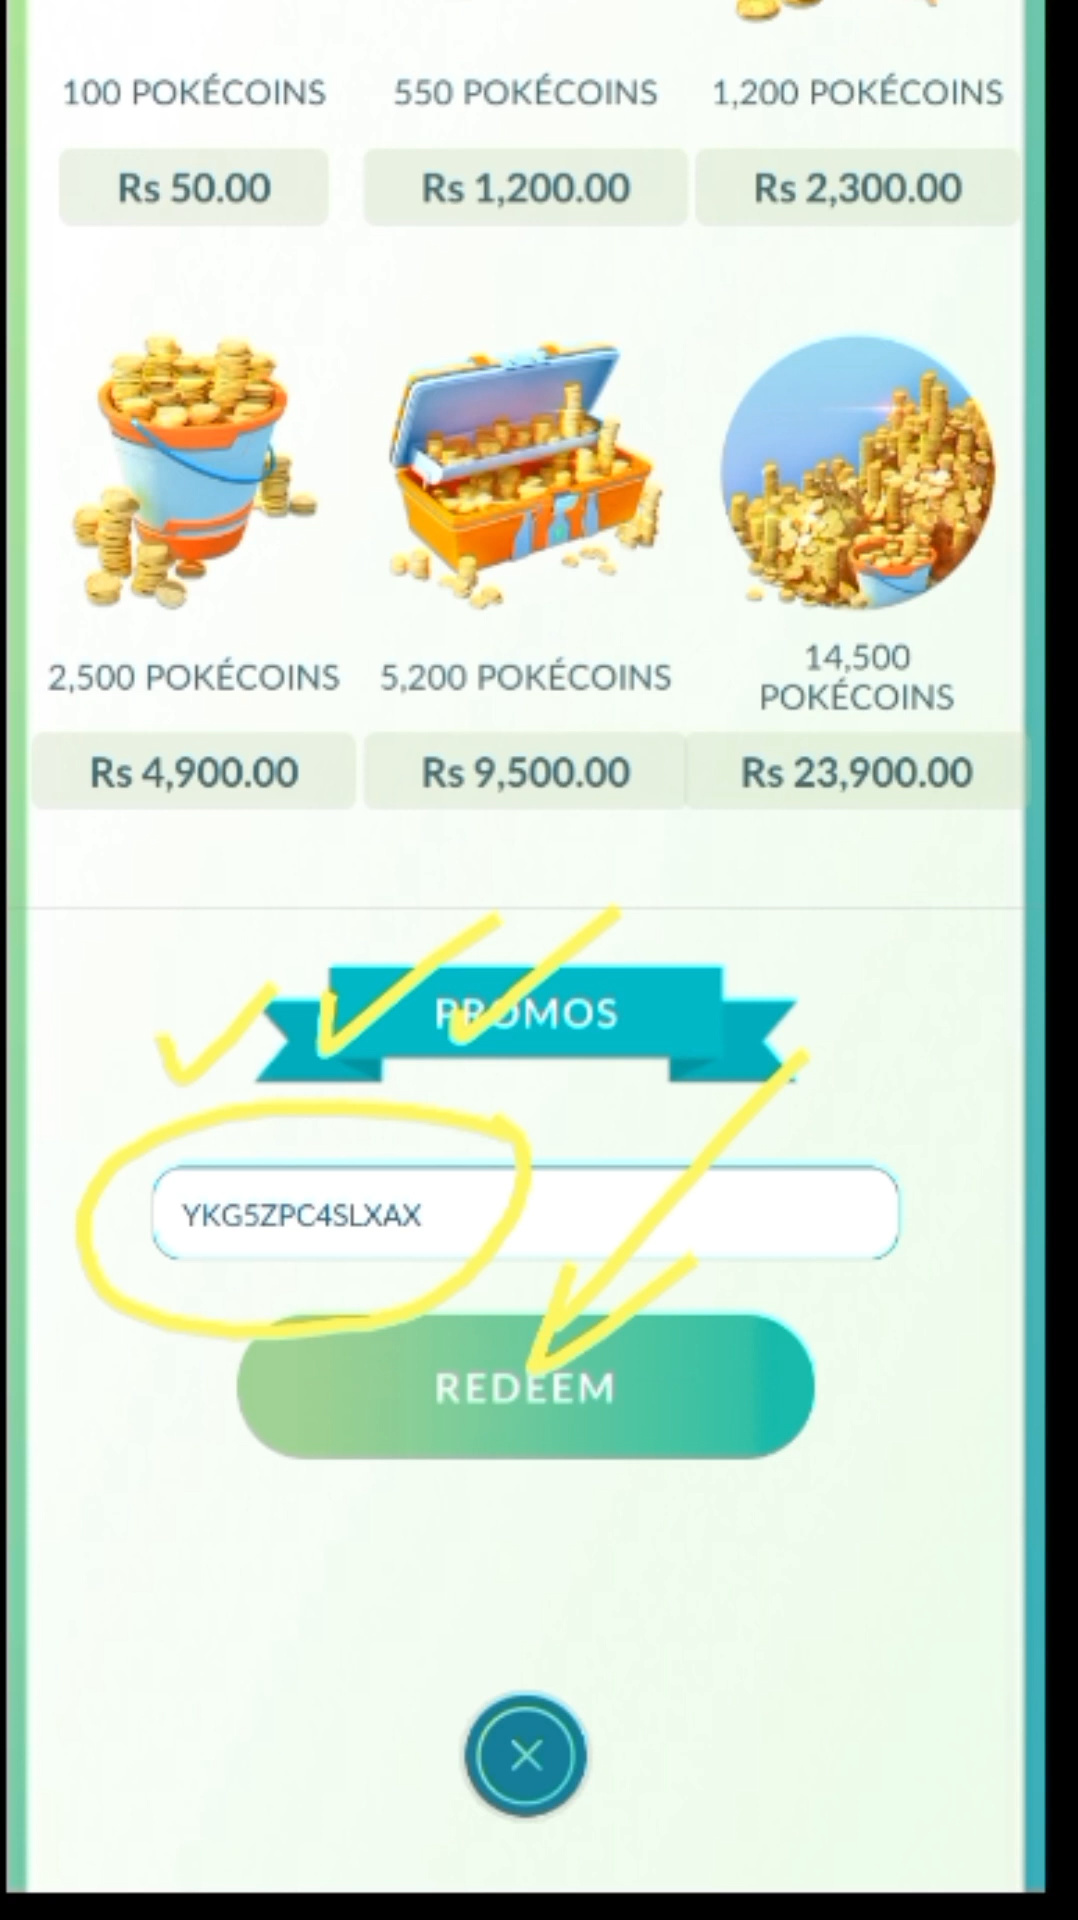 100 POKÉCOINS 550 POKÉCOINS 1,200 POKÉCOINS
Rs 50.00 Rs 1,200.00 Rs 2,300.00
2,500 POKÉCOINS 5,200 POKÉCOINS 14,500 POKÉCOINS
Rs 4,900.00 Rs 9,500.00 Rs 23,900.00
PROMOS
YKG5ZPC4SLXAX
REDEEM